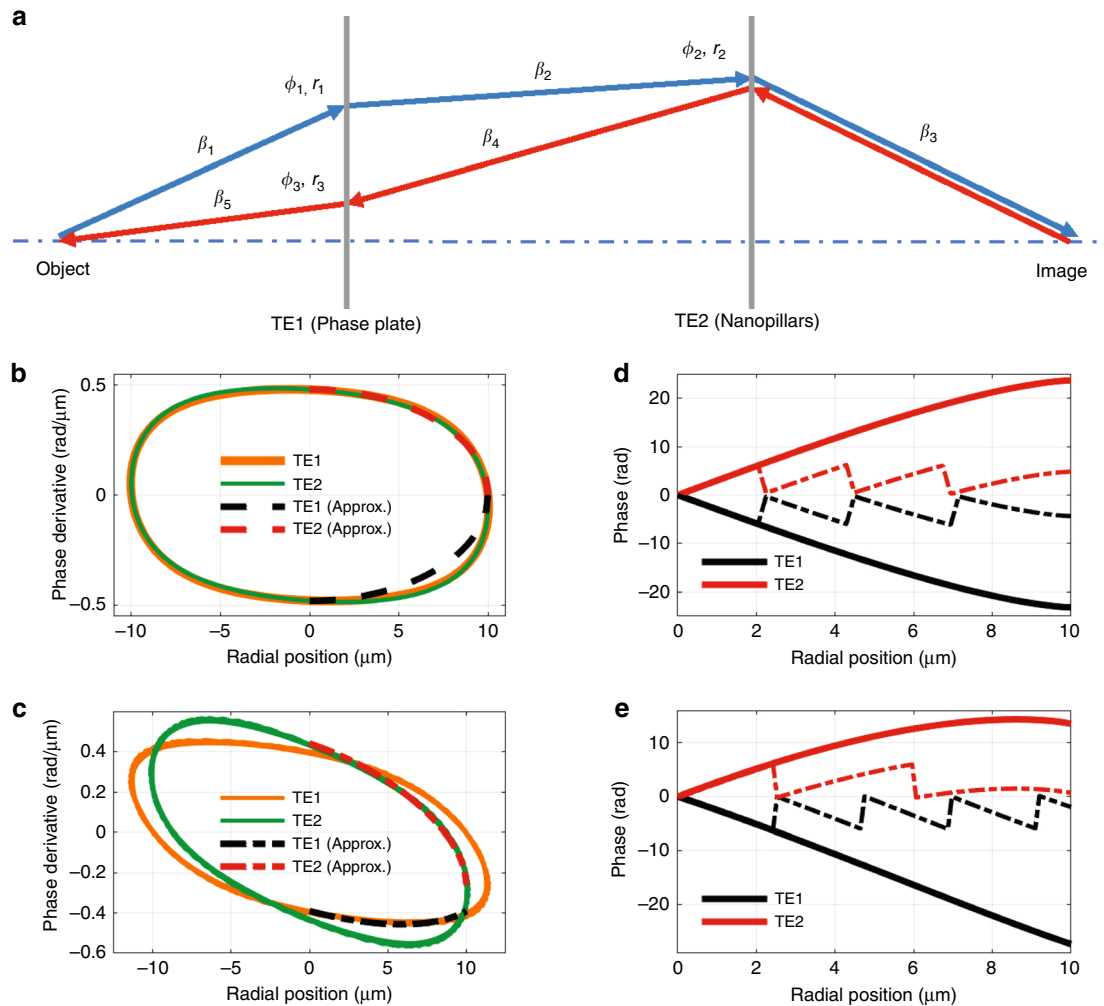 a
ϕ1, r1
β2
ϕ2, r2
β1
β4
β3
ϕ3, r3
β5
Object
Image
TE1 (Phase plate)
TE2 (Nanopillars)
b
Phase derivative (rad/μm)
0.5
0
–0.5
TE1
TE2
TE1 (Approx.)
TE2 (Approx.)
–10 –5 0 5 10
Radial position (μm)
d
Phase (rad)
20
10
0
–10
–20
TE1
TE2
0 2 4 6 8 10
Radial position (μm)
c
Phase derivative (rad/μm)
0.4
0.2
0
–0.2
–0.4
–0.6
TE1
TE2
TE1 (Approx.)
TE2 (Approx.)
–10 –5 0 5 10
Radial position (μm)
e
Phase (rad)
10
0
–10
–20
TE1
TE2
0 2 4 6 8 10
Radial position (μm)